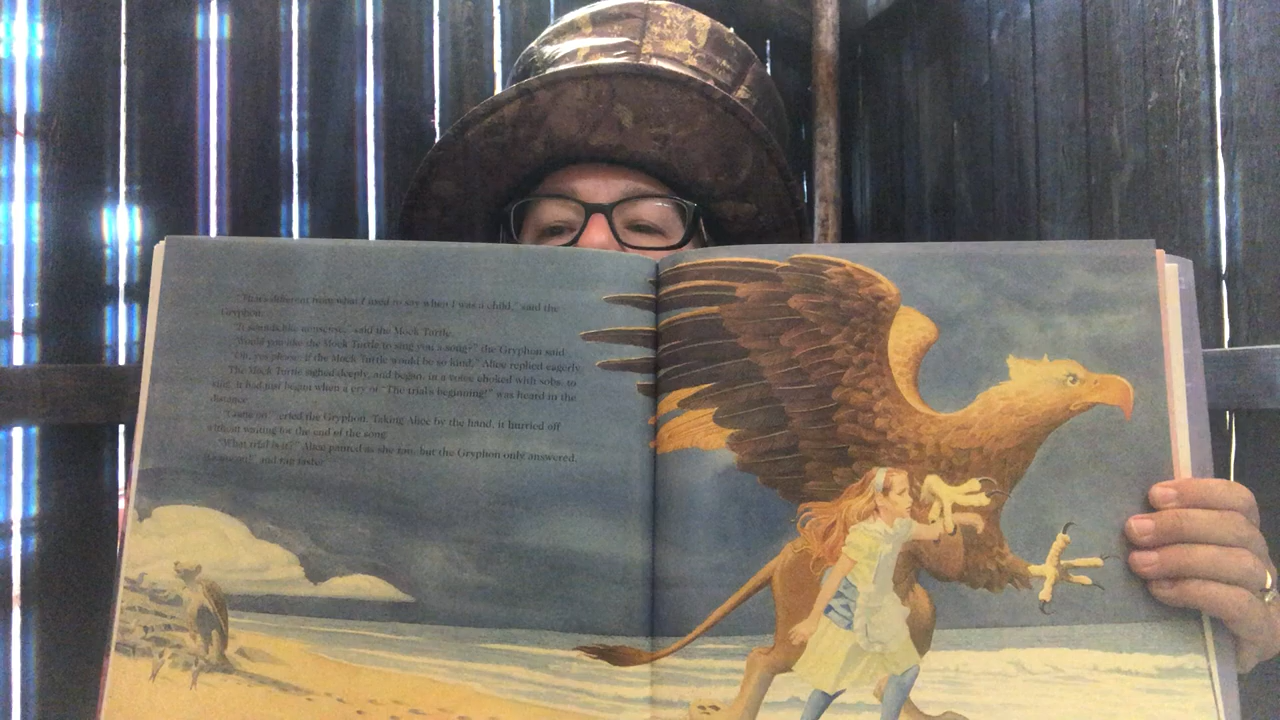 "That's different from what I used to say when I was a child," said the
Gryphon.
"It sounds like nonsense," said the Mock Turtle.
"Would you like the Mock Turtle to sing you a song?" the Gryphon said.
"Oh, yes please, if the Mock Turtle would be so kind," Alice replied eagerly.
The Mock Turtle sighed deeply, and began, in a voice choked with sobs, to
sing. It had just begun when a cry of "The trial's beginning!" was heard in the
distance.
"Come on!" cried the Gryphon. Taking Alice by the hand, it hurried off
without waiting for the end of the song.
"What trial is it?" Alice panted as she ran, but the Gryphon only answered,
"Come on!" and ran faster.